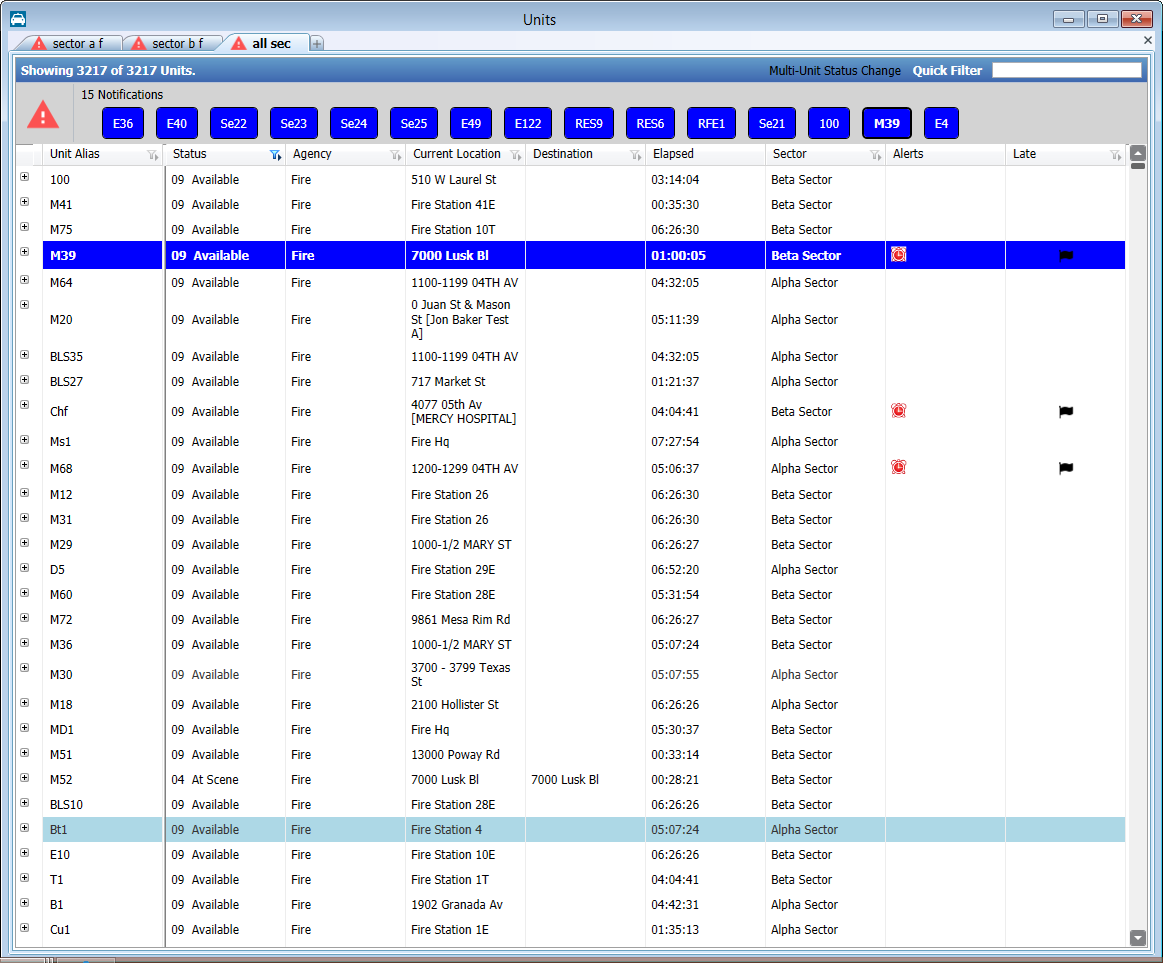 Units
sector a f sector b f all sec
Showing 3217 of 3217 Units. Multi-Unit Status Change Quick Filter
15 Notifications
E36 E40 Se22 Se23 Se24 Se25 E49 E122 RES9 RES6 RFE1 Se21 100 M39 E4
Unit Alias Status Agency Current Location Destination Elapsed Sector Alerts Late
100 09 Available Fire 510 W Laurel St 03:14:04 Beta Sector
M41 09 Available Fire Fire Station 41E 00:35:30 Beta Sector
M75 09 Available Fire Fire Station 10T 06:26:30 Beta Sector
M39 09 Available Fire 7000 Lusk Bl 01:00:05 Beta Sector
M64 09 Available Fire 1100-1199 04TH AV 04:32:05 Alpha Sector
0 Juan St & Mason
M20 09 Available Fire St [Jon Baker Test 05:11:39 Alpha Sector
A]
BLS35 09 Available Fire 1100-1199 04TH AV 04:32:05 Alpha Sector
BLS27 09 Available Fire 717 Market St 01:21:37 Alpha Sector
4077 05th Av
Chf 09 Available Fire [MERCY HOSPITAL] 04:04:41 Beta Sector
Ms1 09 Available Fire Fire Hq 07:27:54 Alpha Sector
M68 09 Available Fire 1200-1299 04TH AV 05:06:37 Alpha Sector
M12 09 Available Fire Fire Station 26 06:26:30 Beta Sector
M31 09 Available Fire Fire Station 26 06:26:30 Beta Sector
M29 09 Available Fire 1000-1/2 MARY ST 06:26:27 Beta Sector
D5 09 Available Fire Fire Station 29E 06:52:20 Alpha Sector
M60 09 Available Fire Fire Station 28E 05:31:54 Beta Sector
M72 09 Available Fire 9861 Mesa Rim Rd 06:26:27 Beta Sector
M36 09 Available Fire 1000-1/2 MARY ST 05:07:24 Beta Sector
3700 - 3799 Texas
M30 09 Available Fire St 05:07:55 Alpha Sector
M18 09 Available Fire 2100 Hollister St 06:26:26 Alpha Sector
MD1 09 Available Fire Fire Hq 05:30:37 Beta Sector
M51 09 Available Fire 13000 Poway Rd 00:33:14 Beta Sector
M52 04 At Scene Fire 7000 Lusk Bl 7000 Lusk Bl 00:28:21 Beta Sector
BLS10 09 Available Fire Fire Station 28E 06:26:26 Beta Sector
Bt1 09 Available Fire Fire Station 4 05:07:24 Alpha Sector
E10 09 Available Fire Fire Station 10E 06:26:26 Beta Sector
T1 09 Available Fire Fire Station 1T 04:04:41 Beta Sector
B1 09 Available Fire 1902 Granada Av 04:42:31 Alpha Sector
Cu1 09 Available Fire Fire Station 1E 01:35:13 Alpha Sector